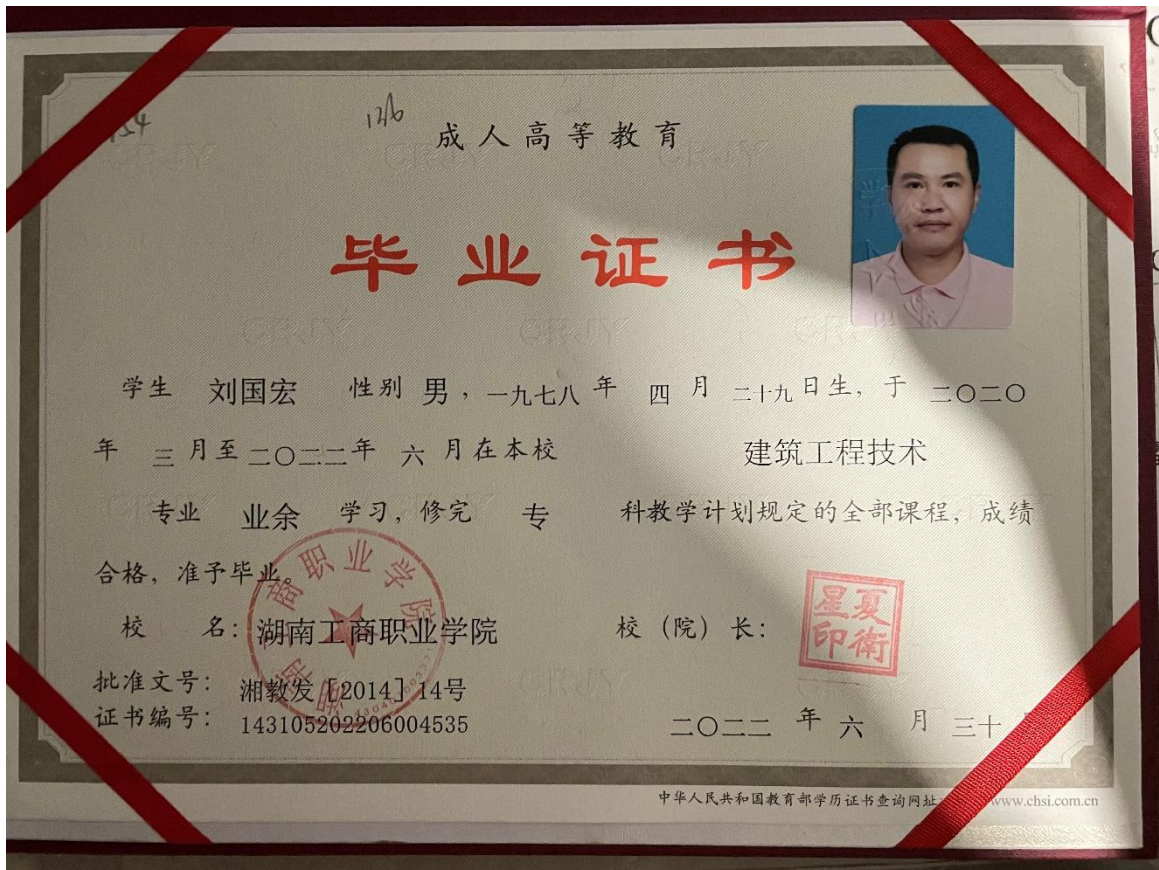 136
成人高等教育
毕业证书
学生 刘国宏 性别 男，一九七八 年 四 月 二十九 日生，于 二〇二〇
年 三 月至 二〇二二 年 六 月在本校 建筑工程技术
专业 业余 学习，修完 专 科教学计划规定的全部课程，成绩
合格，准予毕业。
校 名：湖南工商职业学院 校（院）长：
夏卫星印
批准文号：湘教发［2014］14号
证书编号：143105202206004535
二〇二二 年 六 月 三十
中华人民共和国教育部学历证书查询网址 www.chsi.com.cn